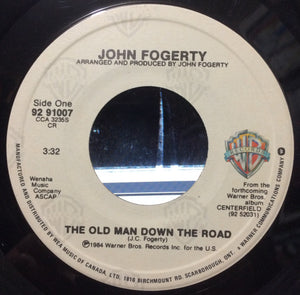 JOHN FOGERTY
ARRANGED AND PRODUCED BY JOHN FOGERTY
Side One
92 91007
CCA 3235S
CR
3:32
Wenaha
Music
Company
ASCAP
From the
forthcoming
Warner Bros.
album
CENTERFIELD
(92 52031)
THE OLD MAN DOWN THE ROAD
(J.C. Fogerty)
℗1984 Warner Bros. Records Inc for the U.S.
MANUFACTURED AND DISTRIBUTED BY WEA MUSIC OF CANADA, LTD. 1810 BIRCHMOUNT RD. SCARBOROUGH, ONT. A WARNER COMMUNICATIONS COMPANY